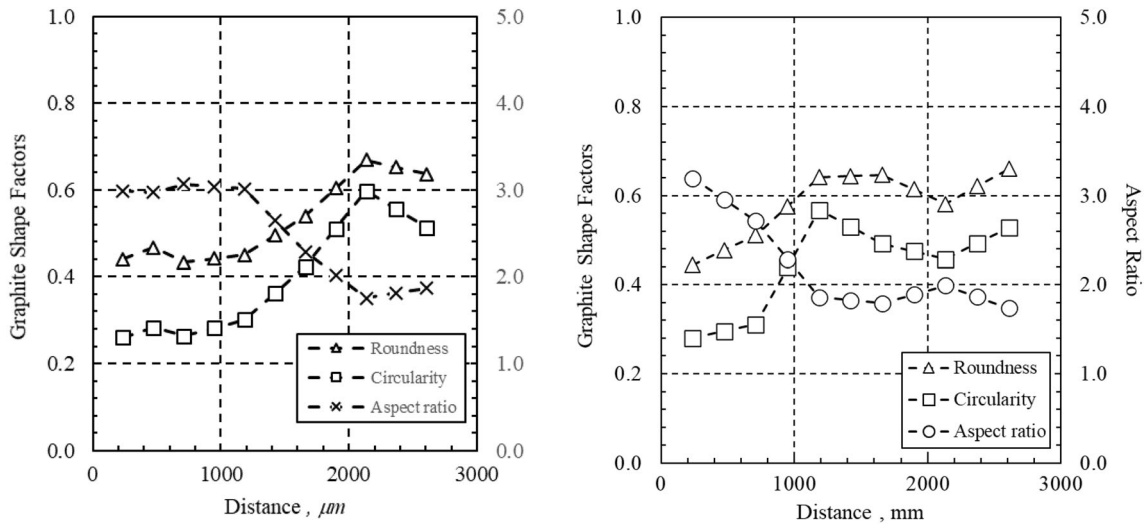 Graphite Shape Factors
1.0
0.8
0.6
0.4
0.2
0.0
5.0
4.0
3.0
2.0
1.0
0.0
Roundness
Circularity
Aspect ratio
0
1000
2000
3000
Distance , μm
Graphite Shape Factors
1.0
0.8
0.6
0.4
0.2
0.0
5.0
4.0
3.0
2.0
1.0
0.0
Aspect Ratio
Roundness
Circularity
Aspect ratio
0
1000
2000
3000
Distance , mm